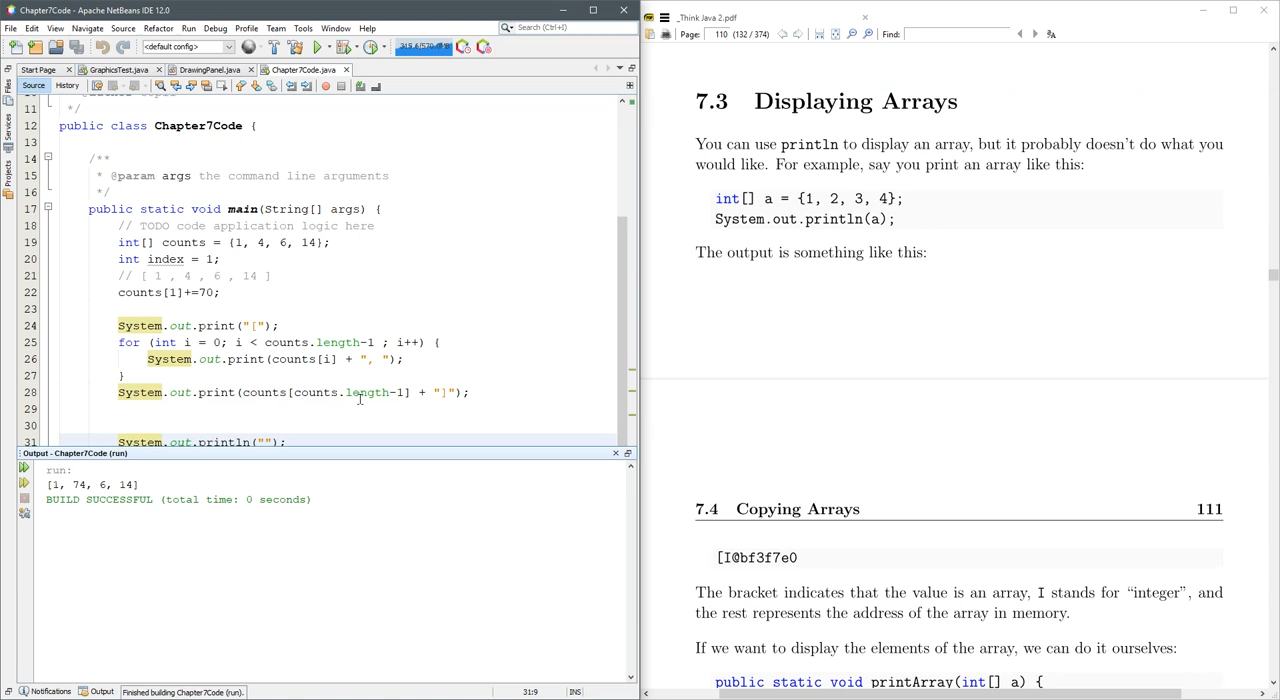 Chapter7Code - Apache NetBeans IDE 12.0
File Edit View Navigate Source Refactor Run Debug Profile Team Tools Window Help
Search (Ctrl+I)
<default config>
Start Page
GraphicsTest.java
DrawingPanel.java
Chapter7Code.java
Source History
Files
Services
Projects
11 */
12 public class Chapter7Code {
13
14 /**
15 * @param args the command line arguments
16 */
17 public static void main(String[] args) {
18 // TODO code application logic here
19 int[] counts = {1, 4, 6, 14};
20 int index = 1;
21 // [ 1 , 4 , 6 , 14 ]
22 counts[1]+=70;
23
24 System.out.print("[");
25 for (int i = 0; i < counts.length-1 ; i++) {
26 System.out.print(counts[i] + ", ");
27 }
28 System.out.print(counts[counts.length-1] + "]");
29
30
31 System.out.println("");
Output - Chapter7Code (run)
run:
[1, 74, 6, 14]
BUILD SUCCESSFUL (total time: 0 seconds)
Notifications Output Finished building Chapter7Code (run). 31:9 INS
_Think Java 2.pdf
Page: 110 (132 / 374) Find:
7.3 Displaying Arrays
You can use println to display an array, but it probably doesn't do what you
would like. For example, say you print an array like this:
int[] a = {1, 2, 3, 4};
System.out.println(a);
The output is something like this:
7.4 Copying Arrays 111
[I@bf3f7e0
The bracket indicates that the value is an array, I stands for “integer”, and
the rest represents the address of the array in memory.
If we want to display the elements of the array, we can do it ourselves:
public static void printArray(int[] a) {